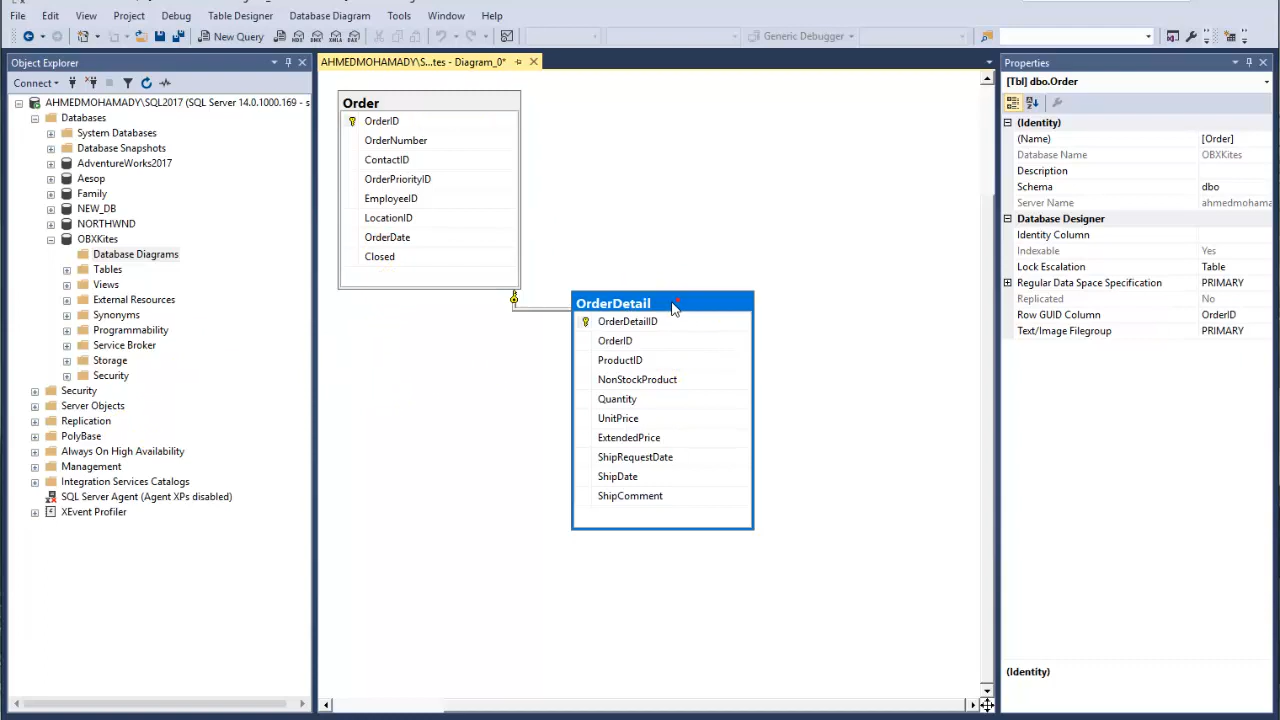 File Edit View Project Debug Table Designer Database Diagram Tools Window Help
New Query Generic Debugger
Object Explorer
Connect
AHMEDMOHAMADY\SQL2017 (SQL Server 14.0.1000.169 - s
Databases
System Databases
Database Snapshots
AdventureWorks2017
Aesop
Family
NEW_DB
NORTHWND
OBXKites
Database Diagrams
Tables
Views
External Resources
Synonyms
Programmability
Service Broker
Storage
Security
Security
Server Objects
Replication
PolyBase
Always On High Availability
Management
Integration Services Catalogs
SQL Server Agent (Agent XPs disabled)
XEvent Profiler
AHMEDMOHAMADY\S...tes - Diagram_0*
Order
OrderID
OrderNumber
ContactID
OrderPriorityID
EmployeeID
LocationID
OrderDate
Closed
OrderDetail
OrderDetailID
OrderID
ProductID
NonStockProduct
Quantity
UnitPrice
ExtendedPrice
ShipRequestDate
ShipDate
ShipComment
Properties
[Tbl] dbo.Order
(Identity)
(Name) [Order]
Database Name OBXKites
Description
Schema dbo
Server Name ahmedmohama
Database Designer
Identity Column
Indexable Yes
Lock Escalation Table
Regular Data Space Specification PRIMARY
Replicated No
Row GUID Column OrderID
Text/Image Filegroup PRIMARY
(Identity)